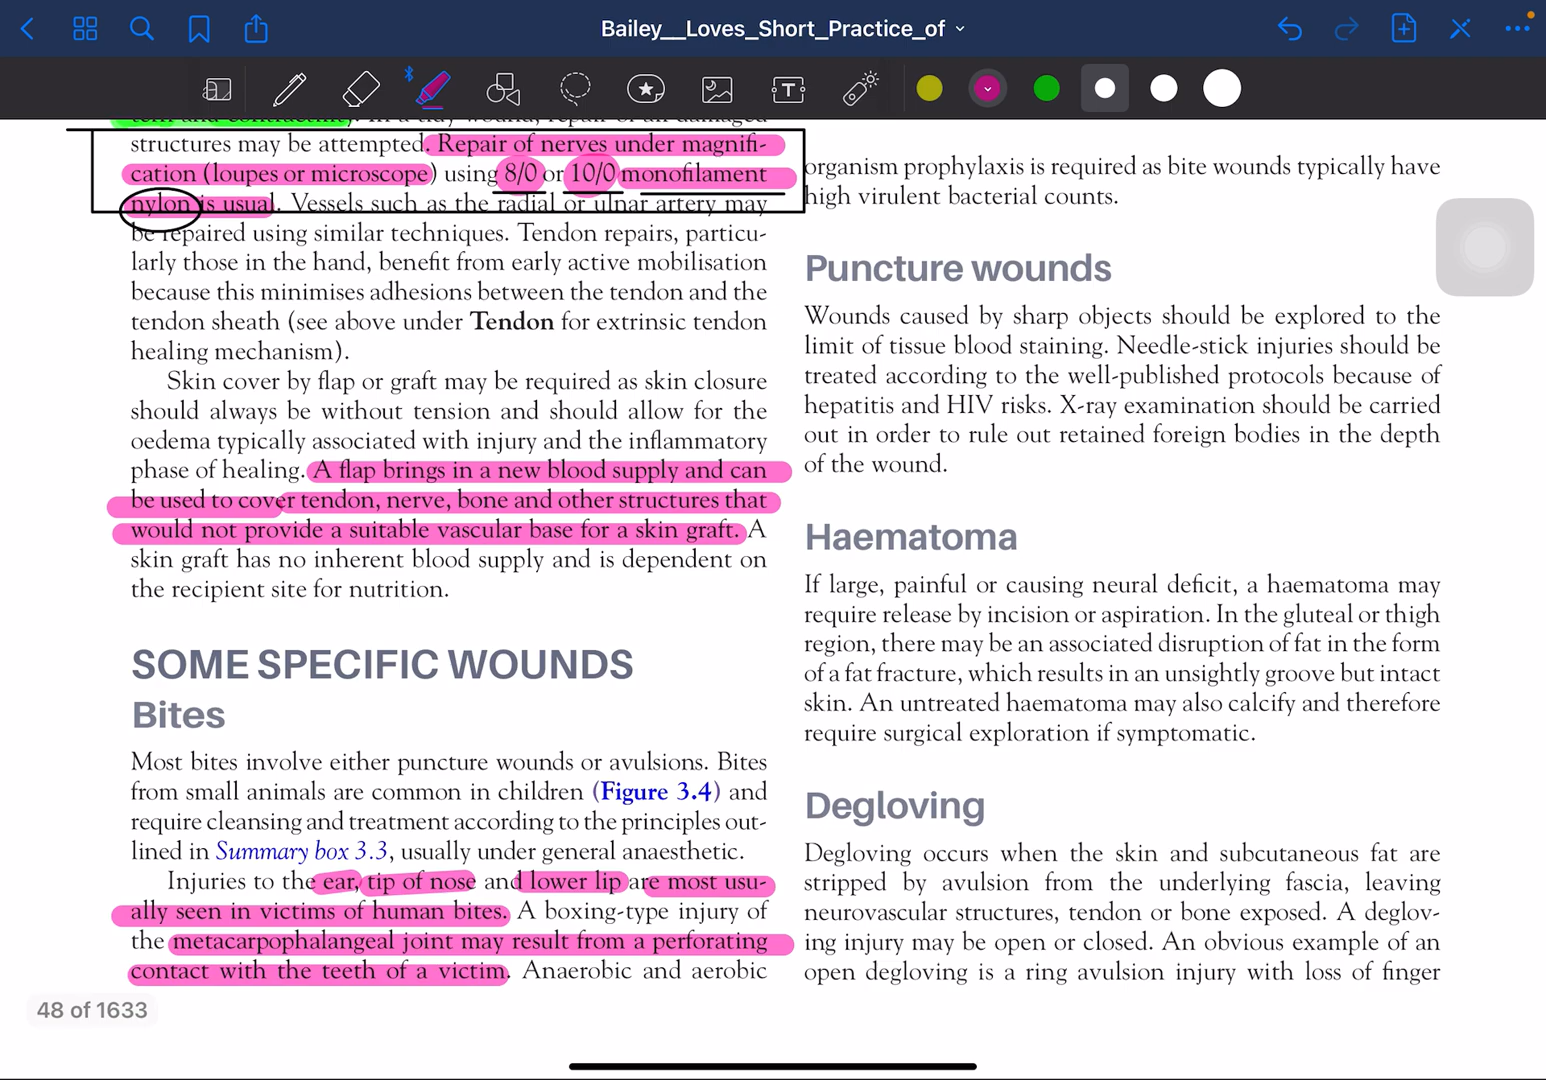 Bailey__Loves_Short_Practice_of
term and contractility. In a tidy wound, repair of all damaged
structures may be attempted. Repair of nerves under magnifi-
cation (loupes or microscope) using 8/0 or 10/0 monofilament
nylon is usual. Vessels such as the radial or ulnar artery may
be repaired using similar techniques. Tendon repairs, particu-
larly those in the hand, benefit from early active mobilisation
because this minimises adhesions between the tendon and the
tendon sheath (see above under Tendon for extrinsic tendon
healing mechanism).
Skin cover by flap or graft may be required as skin closure
should always be without tension and should allow for the
oedema typically associated with injury and the inflammatory
phase of healing. A flap brings in a new blood supply and can
be used to cover tendon, nerve, bone and other structures that
would not provide a suitable vascular base for a skin graft. A
skin graft has no inherent blood supply and is dependent on
the recipient site for nutrition.
SOME SPECIFIC WOUNDS
Bites
Most bites involve either puncture wounds or avulsions. Bites
from small animals are common in children (Figure 3.4) and
require cleansing and treatment according to the principles out-
lined in Summary box 3.3, usually under general anaesthetic.
Injuries to the ear, tip of nose and lower lip are most usu-
ally seen in victims of human bites. A boxing-type injury of
the metacarpophalangeal joint may result from a perforating
contact with the teeth of a victim. Anaerobic and aerobic
organism prophylaxis is required as bite wounds typically have
high virulent bacterial counts.
Puncture wounds
Wounds caused by sharp objects should be explored to the
limit of tissue blood staining. Needle-stick injuries should be
treated according to the well-published protocols because of
hepatitis and HIV risks. X-ray examination should be carried
out in order to rule out retained foreign bodies in the depth
of the wound.
Haematoma
If large, painful or causing neural deficit, a haematoma may
require release by incision or aspiration. In the gluteal or thigh
region, there may be an associated disruption of fat in the form
of a fat fracture, which results in an unsightly groove but intact
skin. An untreated haematoma may also calcify and therefore
require surgical exploration if symptomatic.
Degloving
Degloving occurs when the skin and subcutaneous fat are
stripped by avulsion from the underlying fascia, leaving
neurovascular structures, tendon or bone exposed. A deglov-
ing injury may be open or closed. An obvious example of an
open degloving is a ring avulsion injury with loss of finger
48 of 1633